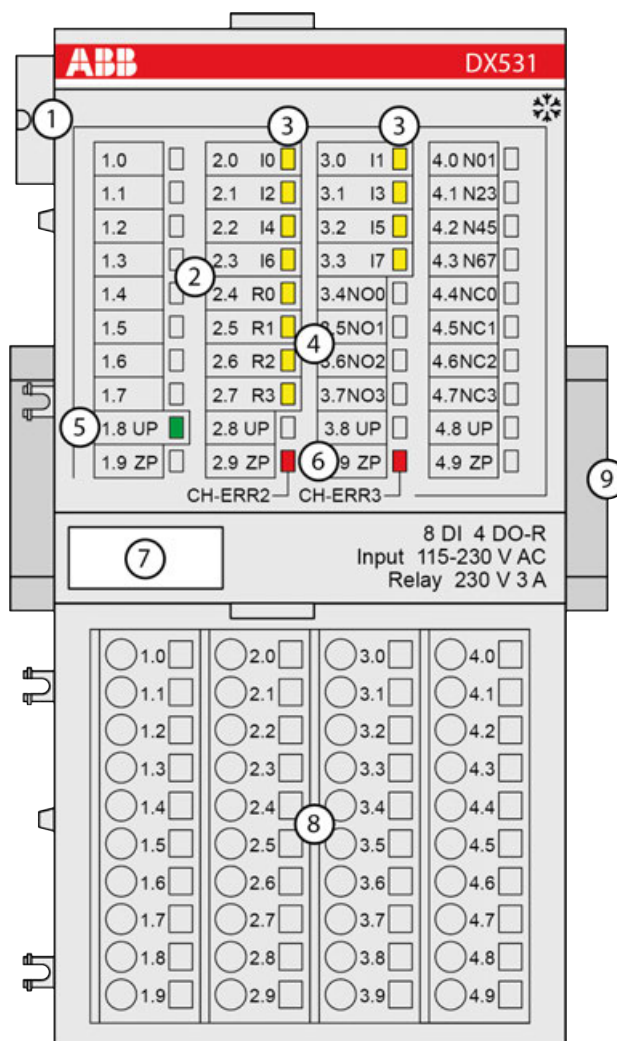 ABB DX531
1 3 3
1.0 2.0 I0 3.0 I1 4.0 N01
1.1 2.1 I2 3.1 I3 4.1 N23
1.2 2.2 I4 3.2 I5 4.2 N45
1.3 2.3 I6 3.3 I7 4.3 N67
2
1.4 2.4 R0 3.4NO0 4.4NC0
1.5 2.5 R1 .5NO1 4.5NC1
4
1.6 2.6 R2 .6NO2 4.6NC2
1.7 2.7 R3 3.7NO3 4.7NC3
5 1.8 UP 2.8 UP 3.8 UP 4.8 UP
1.9 ZP 2.9 ZP 6 .9 ZP 4.9 ZP
9
CH-ERR2 CH-ERR3
8 DI 4 DO-R
7 Input 115-230 V AC
Relay 230 V 3 A
1.0 2.0 3.0 4.0
1.1 2.1 3.1 4.1
1.2 2.2 3.2 4.2
1.3 2.3 3.3 4.3
1.4 2.4 3.4 4.4
8
1.5 2.5 3.5 4.5
1.6 2.6 3.6 4.6
1.7 2.7 3.7 4.7
1.8 2.8 3.8 4.8
1.9 2.9 3.9 4.9